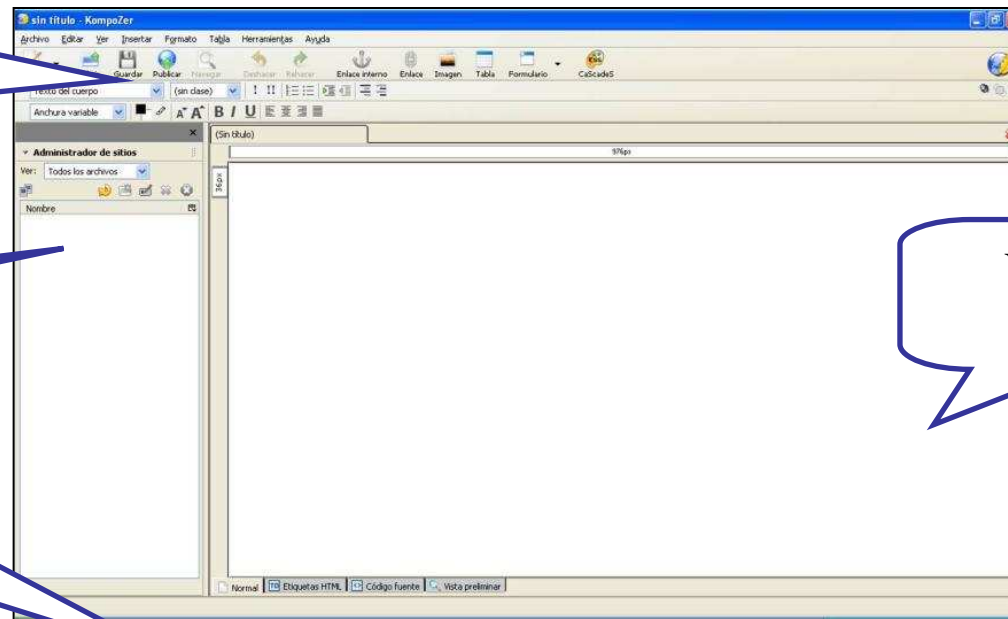 sin título - KompoZer
Archivo Editar Ver Insertar Formato Tabla Herramientas Ayuda
Guardar Publicar Navegar Deshacer Rehacer Enlace interno Enlace Imagen Tabla Formulario CaScadeS
Texto del cuerpo (sin clase) ! !!
Anchura variable A A B I U
(Sin título)
976px
Administrador de sitios
Ver: Todos los archivos
36px
Nombre
Normal Etiquetas HTML Código fuente Vista preliminar